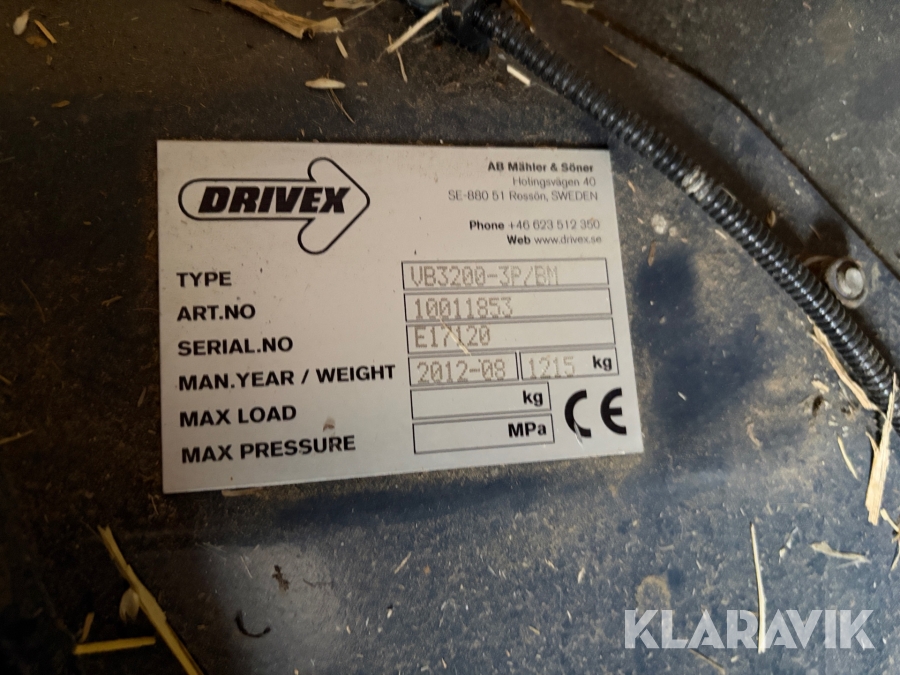 DRIVEX
AB Mähler & Söner
Holingsvägen 40
SE-880 51 Rossön, SWEDEN
Phone +46 623 512 350
Web www.drivex.se
TYPE VB3200-3P/BM
ART.NO 10011853
SERIAL.NO E17120
MAN.YEAR / WEIGHT 2012-08 1215 kg
MAX LOAD kg
MAX PRESSURE MPa
CE
KLARAVIK